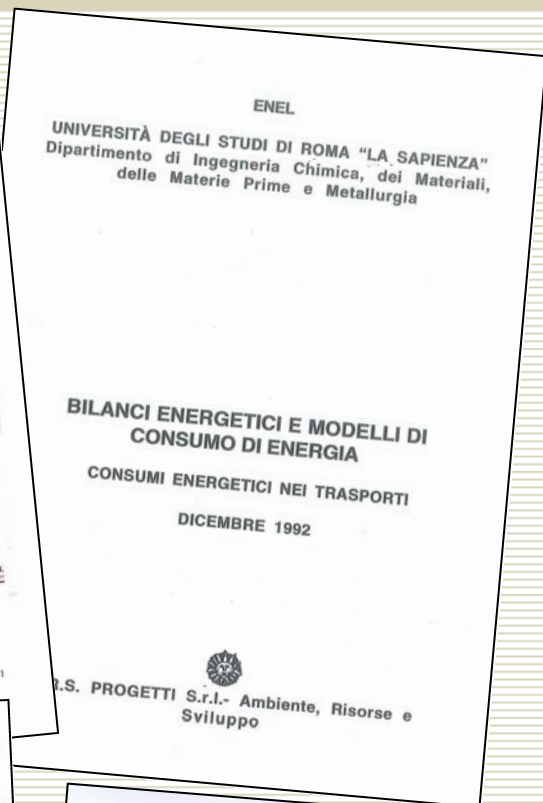 ENEL
UNIVERSITÀ DEGLI STUDI DI ROMA "LA SAPIENZA"
Dipartimento di Ingegneria Chimica, dei Materiali,
delle Materie Prime e Metallurgia
BILANCI ENERGETICI E MODELLI DI
CONSUMO DI ENERGIA
CONSUMI ENERGETICI NEI TRASPORTI
DICEMBRE 1992
.S. PROGETTI S.r.l.- Ambiente, Risorse e
Sviluppo